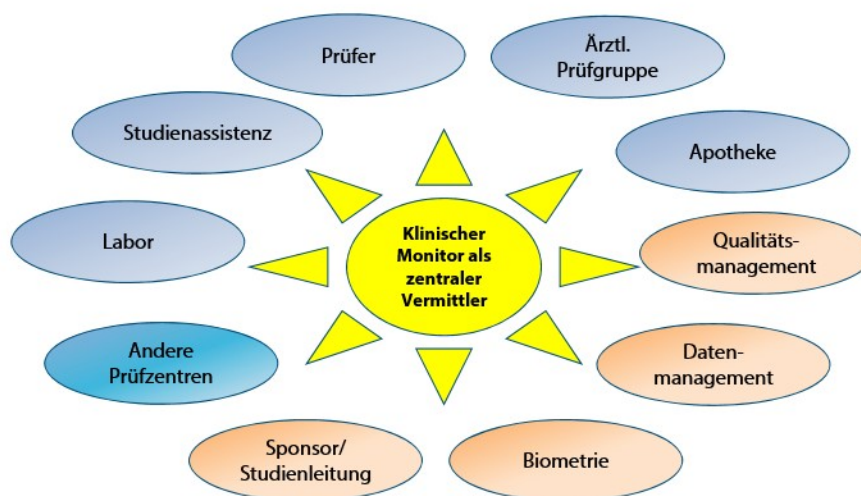 Prüfer
Ärztl.
Prüfgruppe
Studienassistenz
Apotheke
Labor
Klinischer
Monitor als
zentraler
Vermittler
Qualitäts-
management
Andere
Prüfzentren
Daten-
management
Sponsor/
Studienleitung
Biometrie